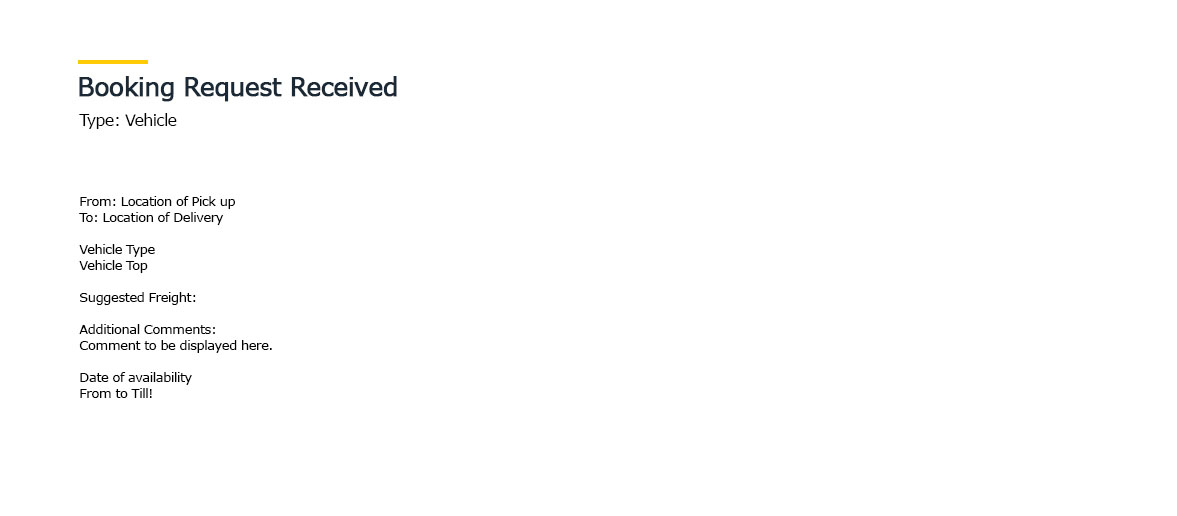 Booking Request Received
Type: Vehicle
From: Location of Pick up
To: Location of Delivery
Vehicle Type
Vehicle Top
Suggested Freight:
Additional Comments:
Comment to be displayed here.
Date of availability
From to Till!